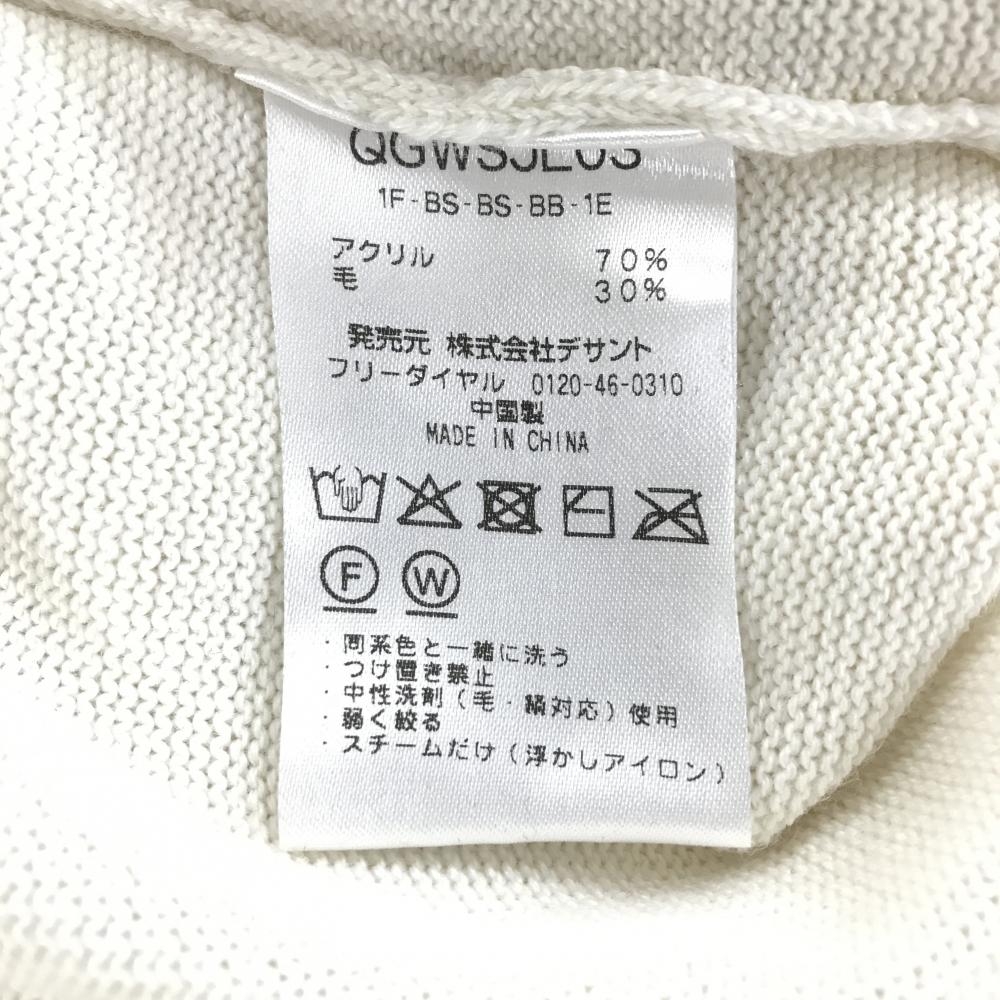 QGWSJL03
1F-BS-BS-BB-1E
アクリル 70%
毛 30%
発売元 株式会社デサント
フリーダイヤル 0120-46-0310
中国製
MADE IN CHINA
F W
・同系色と一緒に洗う
・つけ置き禁止
・中性洗剤（毛・絹対応）使用
・弱く絞る
・スチームだけ（浮かしアイロン）